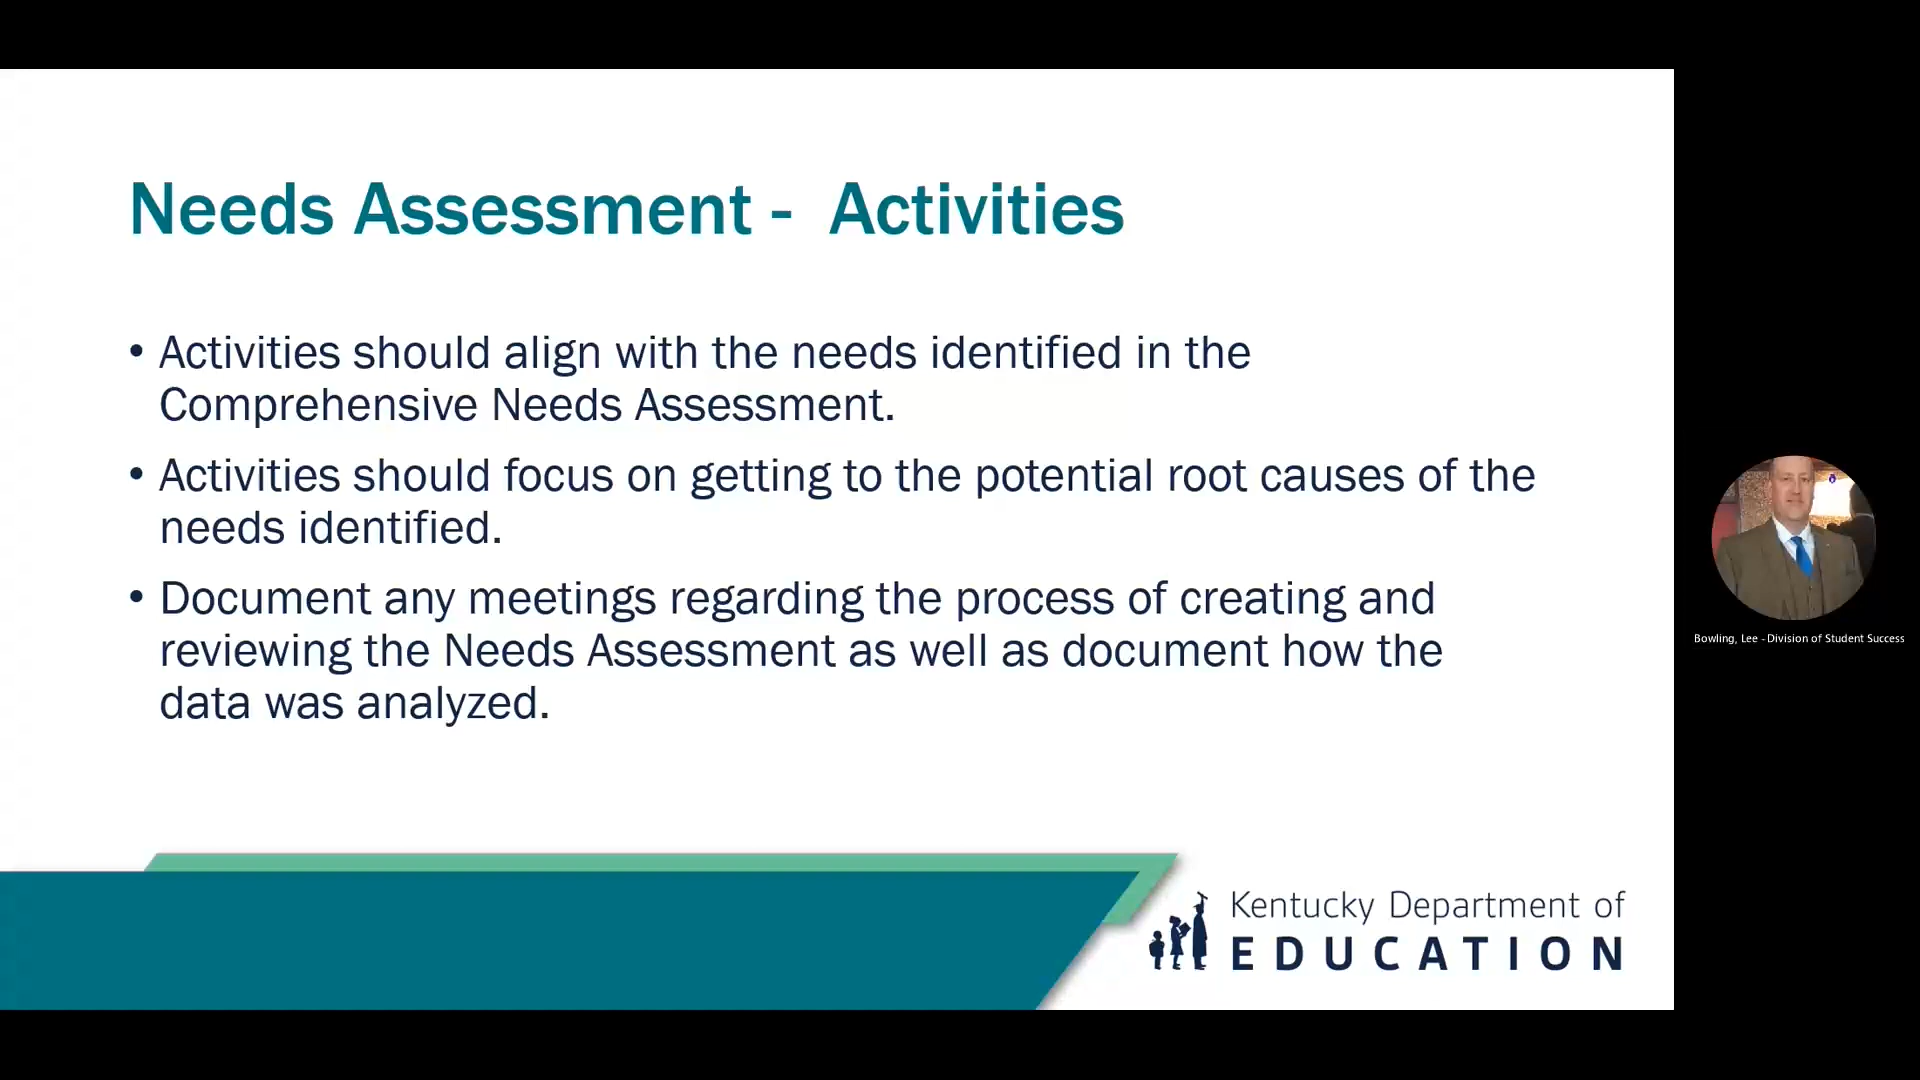 Needs Assessment -  Activities
• Activities should align with the needs identified in the
Comprehensive Needs Assessment.
• Activities should focus on getting to the potential root causes of the
needs identified.
• Document any meetings regarding the process of creating and
reviewing the Needs Assessment as well as document how the
data was analyzed.
Kentucky Department of
EDUCATION
Bowling, Lee - Division of Student Success